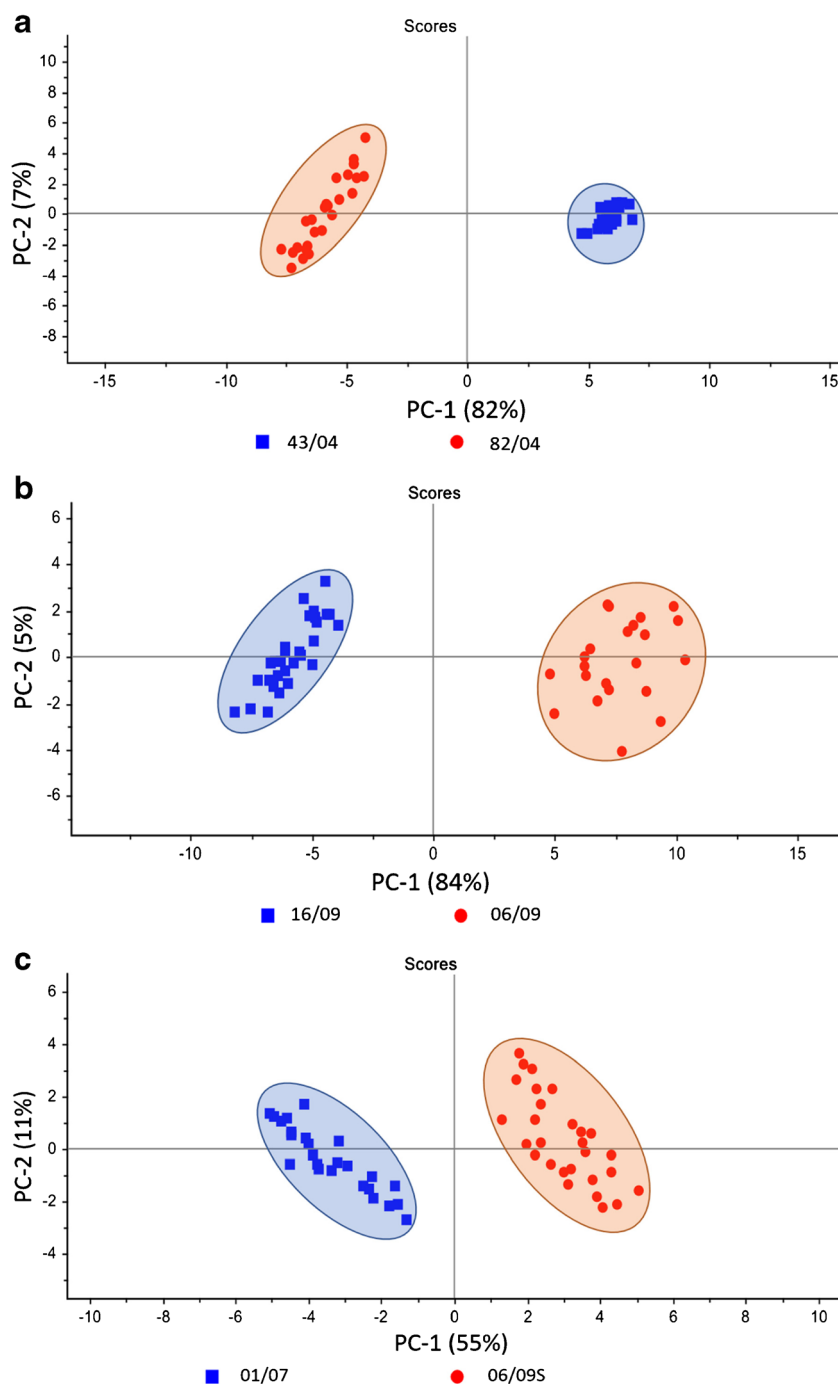 a
Scores
10
8
6
4
2
0
-2
-4
-6
-8
PC-2 (7%)
-15 -10 -5 0 5 10 15
PC-1 (82%)
43/04 82/04
b
Scores
6
4
2
0
-2
-4
-6
PC-2 (5%)
-10 -5 0 5 10 15
PC-1 (84%)
16/09 06/09
c
Scores
6
4
2
0
-2
-4
PC-2 (11%)
-10 -8 -6 -4 -2 0 2 4 6 8 10
PC-1 (55%)
01/07 06/09S